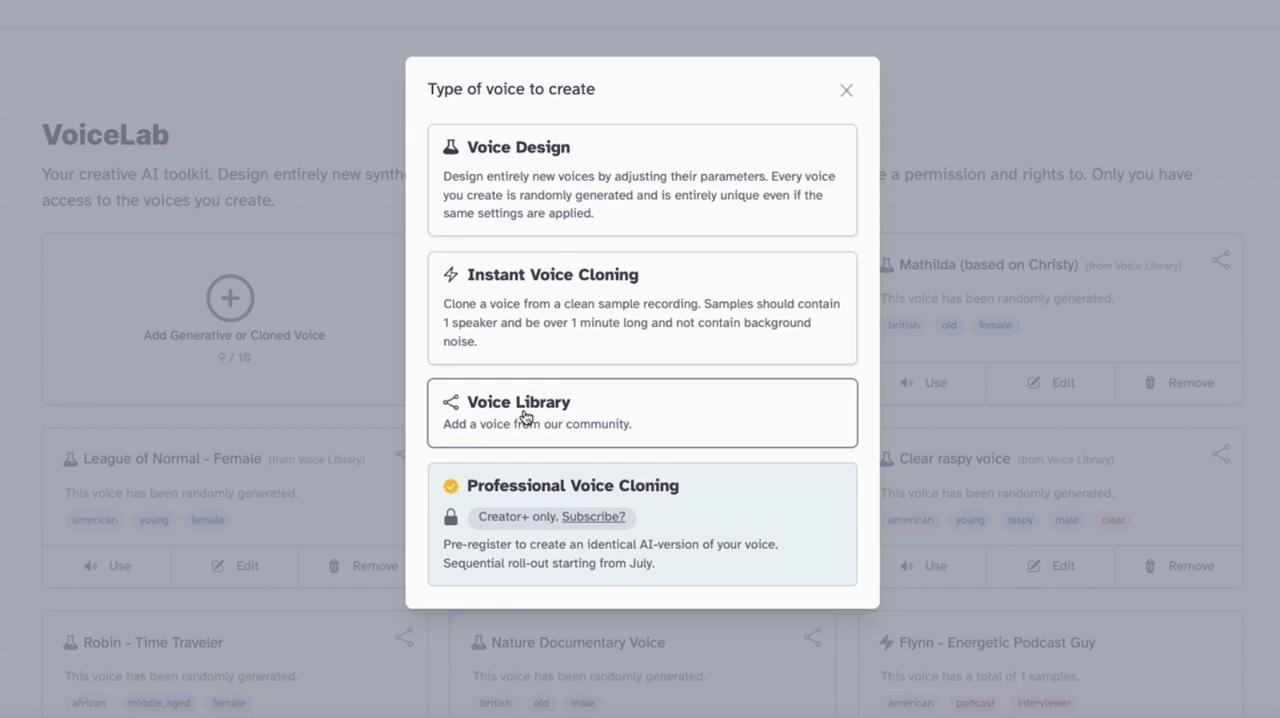 Type of voice to create
Voice Design
Design entirely new voices by adjusting their parameters. Every voice
you create is randomly generated and is entirely unique even if the
same settings are applied.
Instant Voice Cloning
Clone a voice from a clean sample recording. Samples should contain
1 speaker and be over 1 minute long and not contain background
noise.
Voice Library
Add a voice from our community.
Professional Voice Cloning
Creator+ only. Subscribe?
Pre-register to create an identical AI-version of your voice.
Sequential roll-out starting from July.
VoiceLab
Your creative AI toolkit. Design entirely new synth
e a permission and rights to. Only you have
access to the voices you create.
Add Generative or Cloned Voice
9 / 10
Mathilda (based on Christy) (from Voice Library)
This voice has been randomly generated.
british old female
Use Edit Remove
League of Normal - Female (from Voice Library)
This voice has been randomly generated.
american young female
Use Edit Remove
Clear raspy voice (from Voice Library)
This voice has been randomly generated.
american young raspy male clear
Use Edit Remove
Robin - Time Traveler
This voice has been randomly generated.
african middle_aged female
Nature Documentary Voice
This voice has been randomly generated.
british old male
Flynn - Energetic Podcast Guy
This voice has a total of 1 samples.
american podcast Interviewer